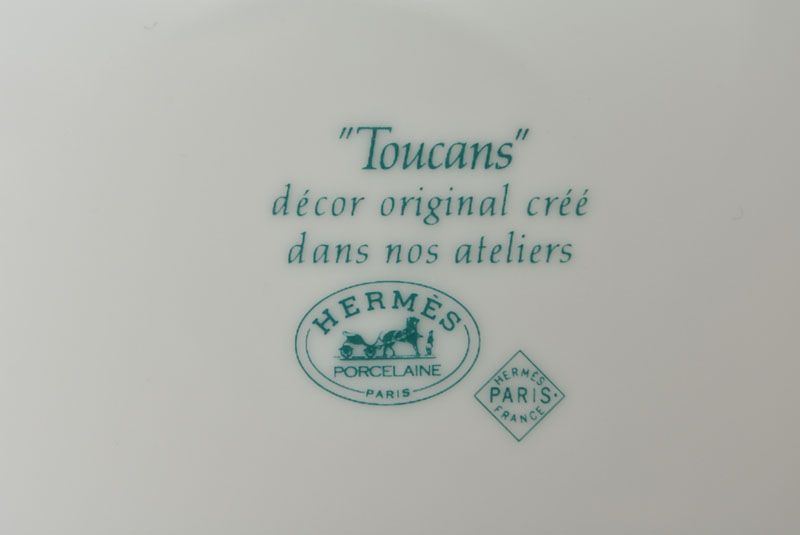 "Toucans"
décor original créé
dans nos ateliers
HERMÈS
PORCELAINE
PARIS
HERMÈS
PARIS
FRANCE